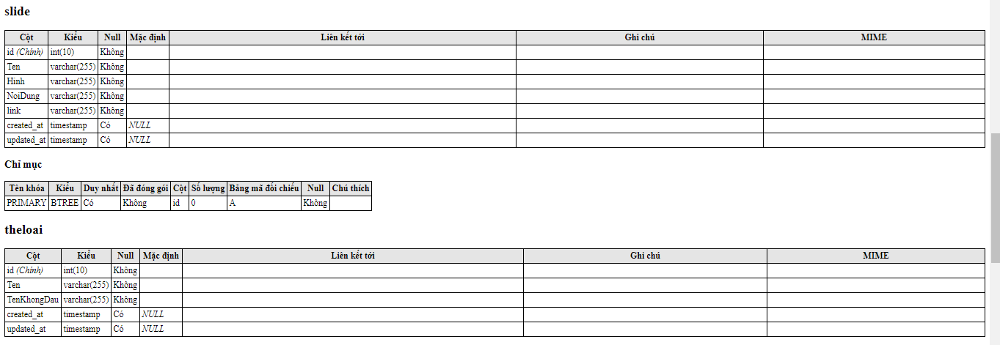 slide
Cột Kiểu Null Mặc định Liên kết tới Ghi chú MIME
id (Chính) int(10) Không
Ten varchar(255) Không
Hinh varchar(255) Không
NoiDung varchar(255) Không
link varchar(255) Không
created_at timestamp Có NULL
updated_at timestamp Có NULL
Chỉ mục
Tên khóa Kiểu Duy nhất Đã đóng gói Cột Số lượng Bảng mã đối chiếu Null Chú thích
PRIMARY BTREE Có Không id 0 A Không
theloai
Cột Kiểu Null Mặc định Liên kết tới Ghi chú MIME
id (Chính) int(10) Không
Ten varchar(255) Không
TenKhongDau varchar(255) Không
created_at timestamp Có NULL
updated_at timestamp Có NULL